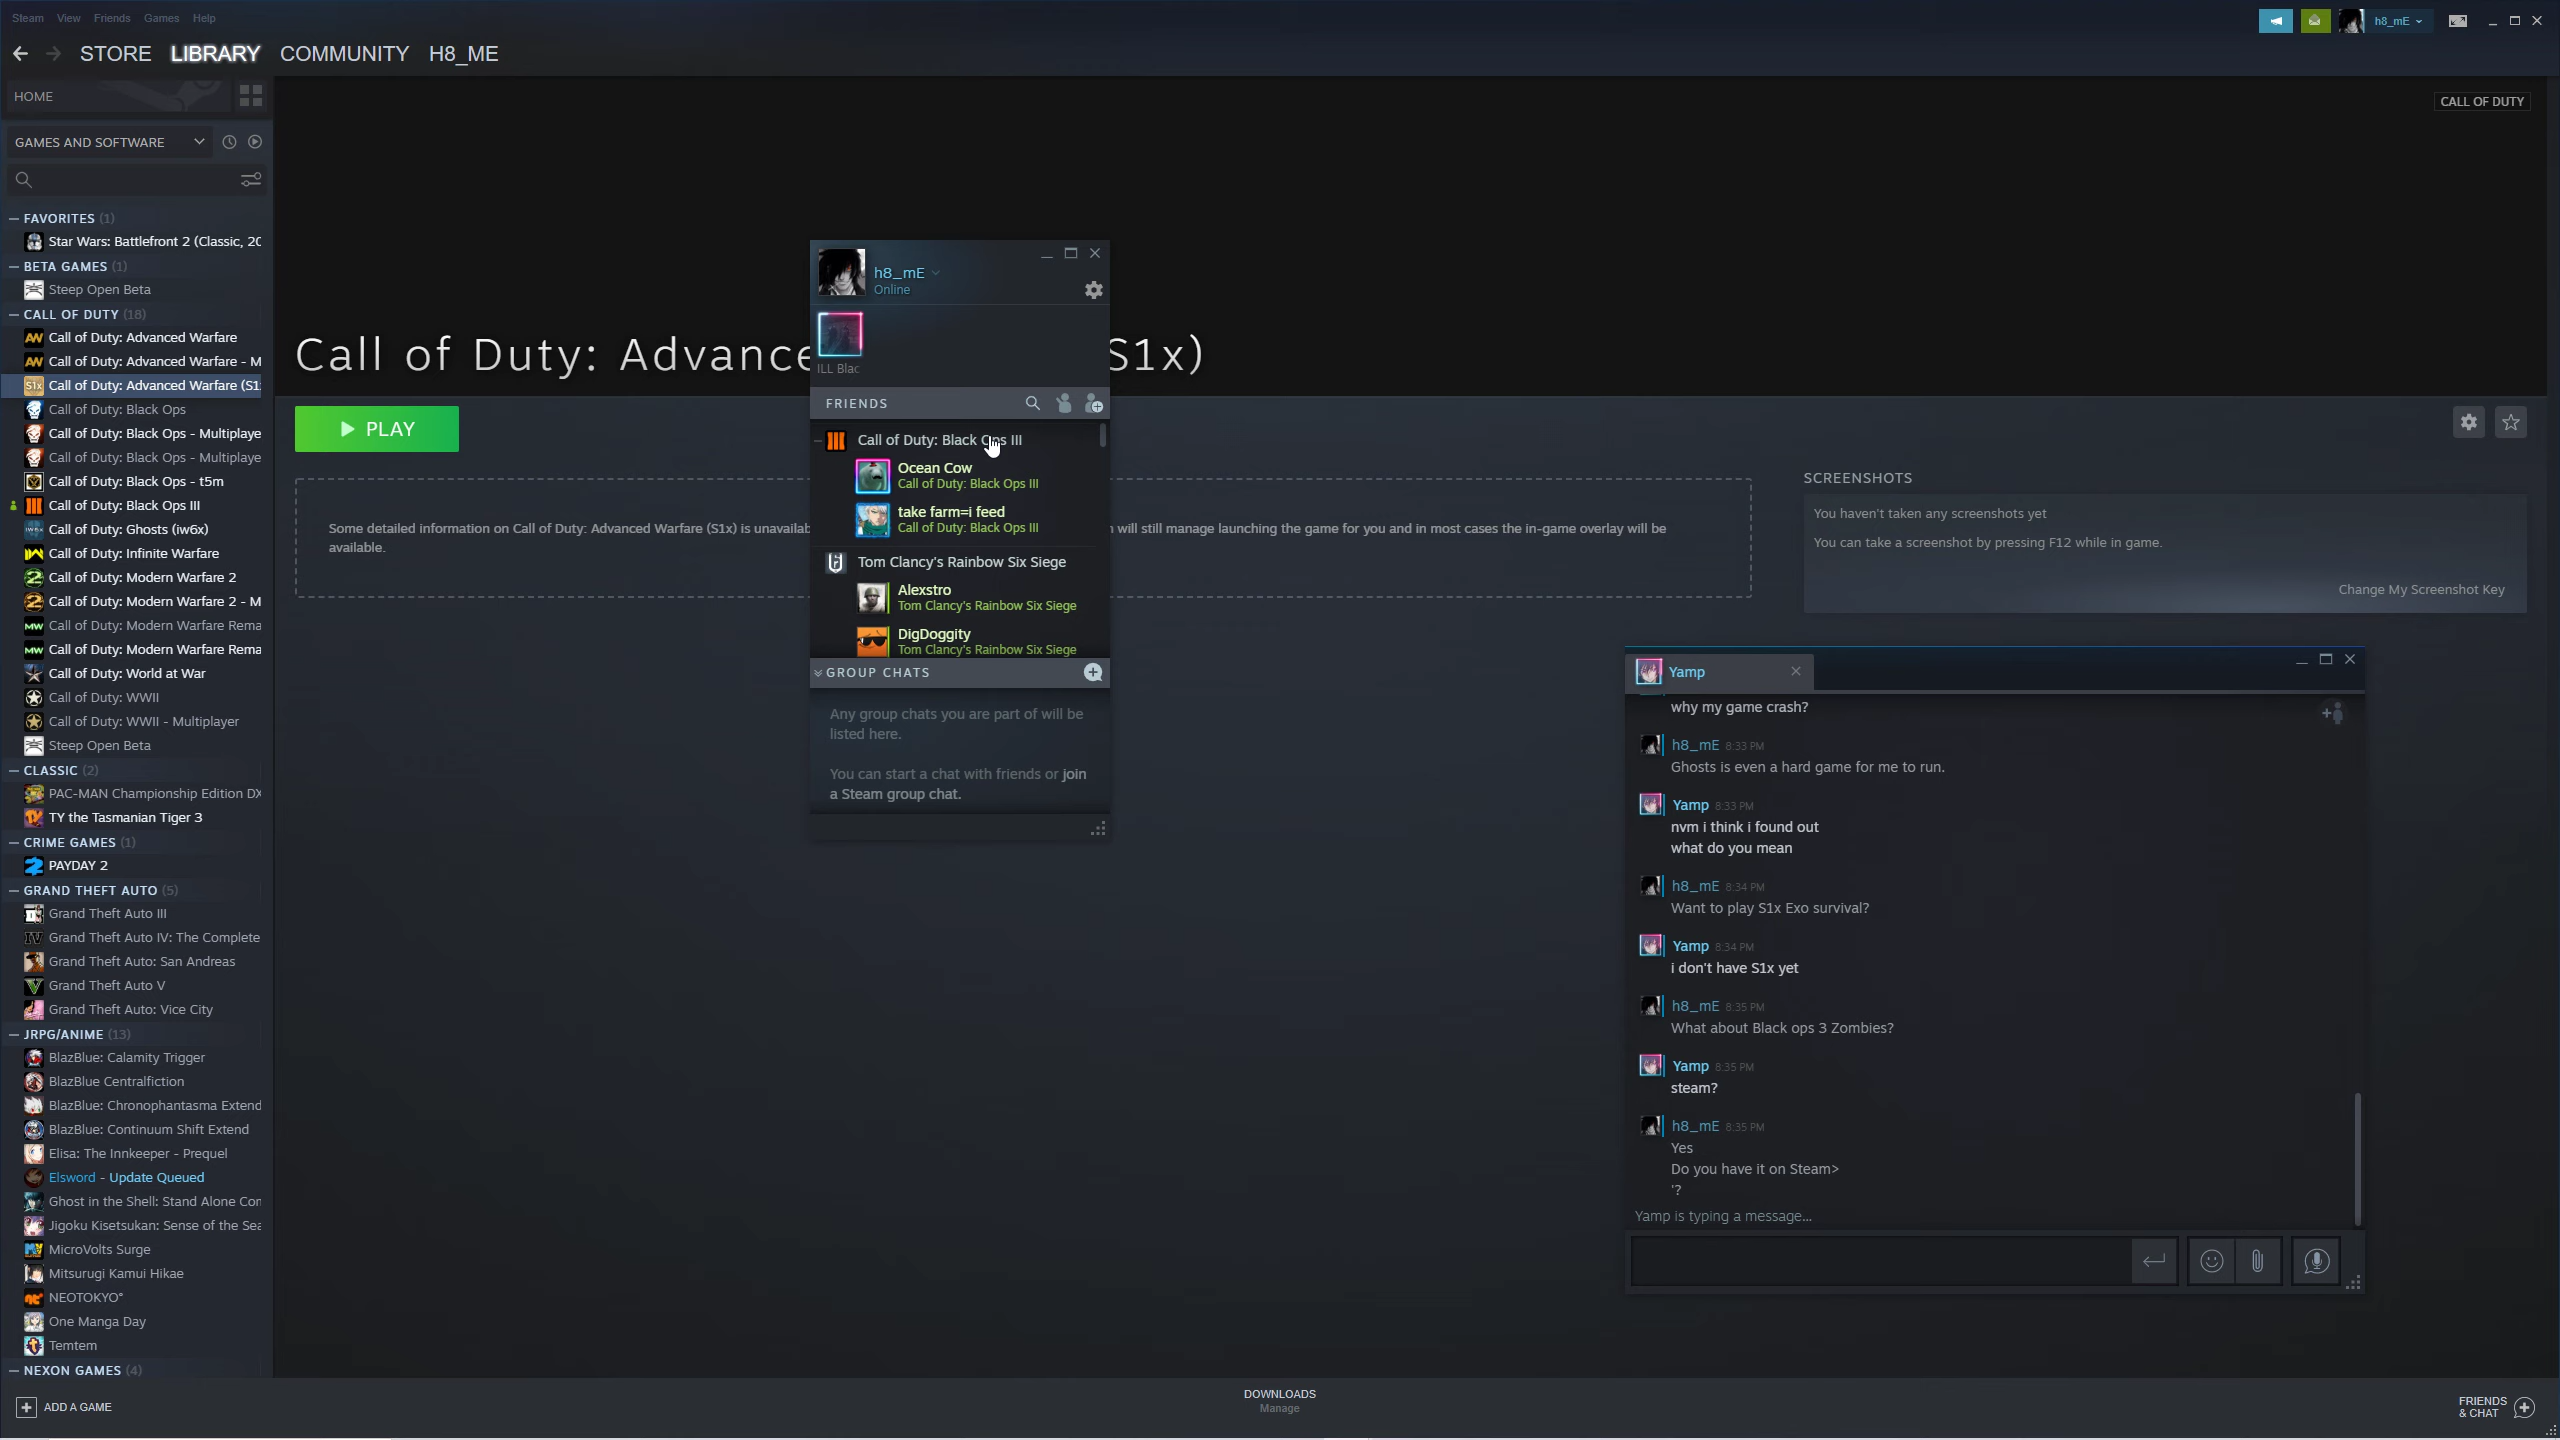 Steam View Friends Games Help
h8_mE
STORE LIBRARY COMMUNITY H8_ME
HOME
GAMES AND SOFTWARE
FAVORITES (1)
Star Wars: Battlefront 2 (Classic, 20
BETA GAMES (1)
Steep Open Beta
CALL OF DUTY (18)
Call of Duty: Advanced Warfare
Call of Duty: Advanced Warfare - M
Call of Duty: Advanced Warfare (S1
Call of Duty: Black Ops
Call of Duty: Black Ops - Multiplaye
Call of Duty: Black Ops - Multiplaye
Call of Duty: Black Ops - t5m
Call of Duty: Black Ops III
Call of Duty: Ghosts (iw6x)
Call of Duty: Infinite Warfare
Call of Duty: Modern Warfare 2
Call of Duty: Modern Warfare 2 - M
Call of Duty: Modern Warfare Rema
Call of Duty: Modern Warfare Rema
Call of Duty: World at War
Call of Duty: WWII
Call of Duty: WWII - Multiplayer
Steep Open Beta
CLASSIC (2)
PAC-MAN Championship Edition DX
TY the Tasmanian Tiger 3
CRIME GAMES (1)
PAYDAY 2
GRAND THEFT AUTO (5)
Grand Theft Auto III
Grand Theft Auto IV: The Complete
Grand Theft Auto: San Andreas
Grand Theft Auto V
Grand Theft Auto: Vice City
JRPG/ANIME (13)
BlazBlue: Calamity Trigger
BlazBlue Centralfiction
BlazBlue: Chronophantasma Extend
BlazBlue: Continuum Shift Extend
Elisa: The Innkeeper - Prequel
Elsword - Update Queued
Ghost in the Shell: Stand Alone Con
Jigoku Kisetsukan: Sense of the Sea
MicroVolts Surge
Mitsurugi Kamui Hikae
NEOTOKYO°
One Manga Day
Temtem
NEXON GAMES (4)
ADD A GAME
CALL OF DUTY
Call of Duty: Advance
S1x)
PLAY
Some detailed information on Call of Duty: Advanced Warfare (S1x) is unavailab
n will still manage launching the game for you and in most cases the in-game overlay will be
available.
SCREENSHOTS
You haven't taken any screenshots yet
You can take a screenshot by pressing F12 while in game.
Change My Screenshot Key
h8_mE
Online
ILL Blac
FRIENDS
Call of Duty: Black Ops III
Ocean Cow
Call of Duty: Black Ops III
take farm=i feed
Call of Duty: Black Ops III
Tom Clancy's Rainbow Six Siege
Alexstro
Tom Clancy's Rainbow Six Siege
DigDoggity
Tom Clancy's Rainbow Six Siege
GROUP CHATS
Any group chats you are part of will be
listed here.
You can start a chat with friends or join
a Steam group chat.
Yamp
why my game crash?
h8_mE 8:33 PM
Ghosts is even a hard game for me to run.
Yamp 8:33 PM
nvm i think i found out
what do you mean
h8_mE 8:34 PM
Want to play S1x Exo survival?
Yamp 8:34 PM
i don't have S1x yet
h8_mE 8:35 PM
What about Black ops 3 Zombies?
Yamp 8:35 PM
steam?
h8_mE 8:35 PM
Yes
Do you have it on Steam>
'?
Yamp is typing a message...
DOWNLOADS
Manage
FRIENDS
& CHAT